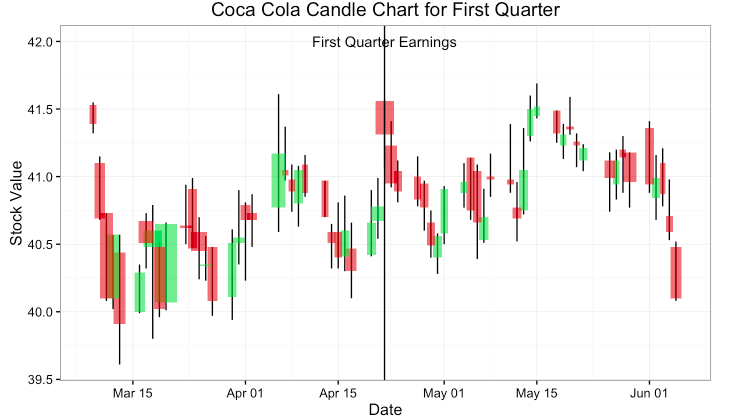 Coca Cola Candle Chart for First Quarter
First Quarter Earnings
Stock Value
42.0
41.5
41.0
40.5
40.0
39.5
Mar 15
Apr 01
Apr 15
May 01
May 15
Jun 01
Date